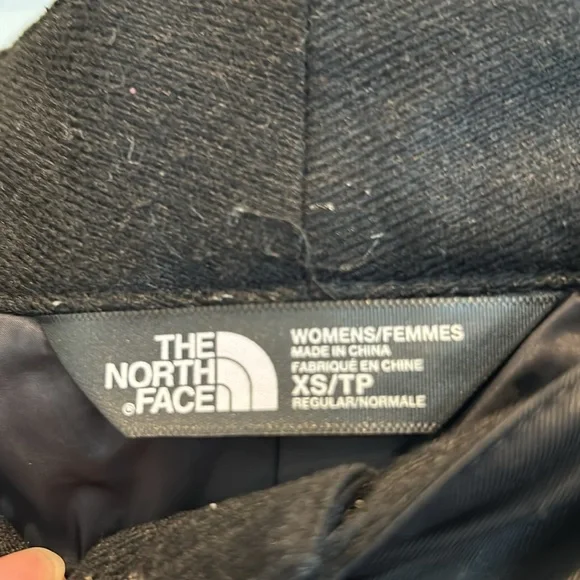 THE
NORTH
©FACE
WOMENS/FEMMES
MADE IN CHINA
FABRIQUÉ EN CHINE
XS/TP
REGULAR/NORMALE